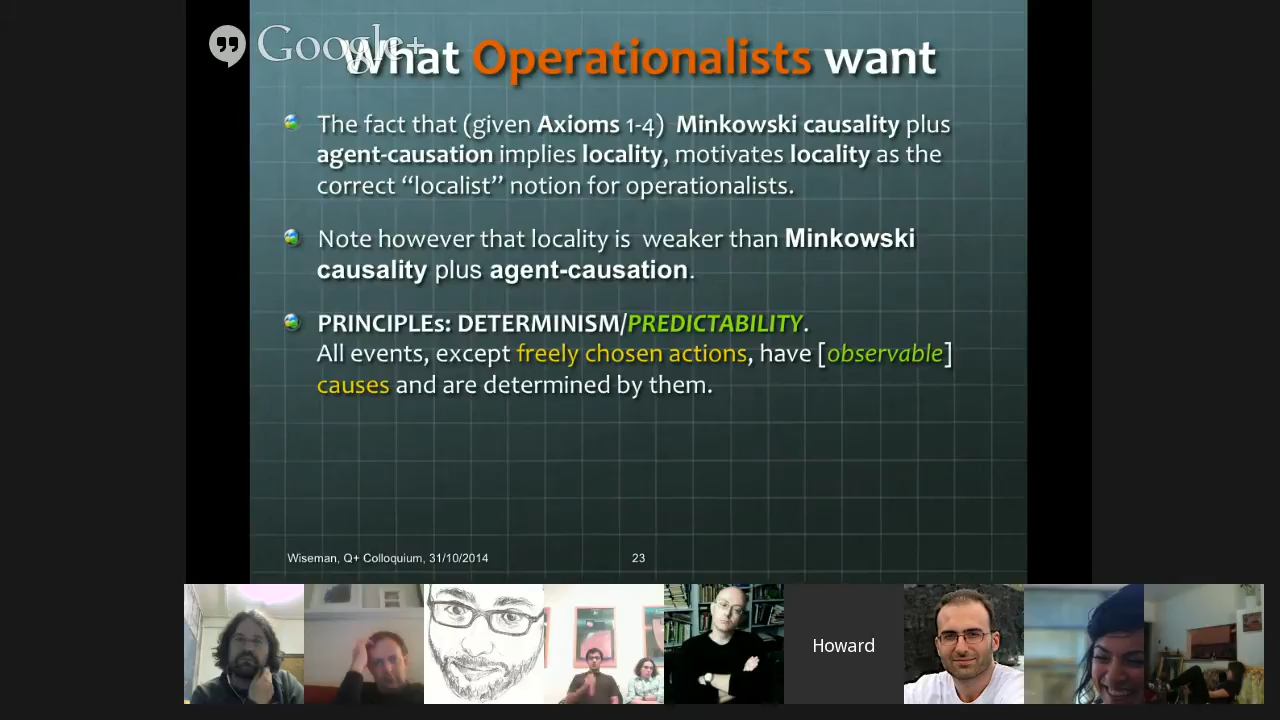 Google+
What Operationalists want
The fact that (given Axioms 1-4) Minkowski causality plus
agent-causation implies locality, motivates locality as the
correct “localist” notion for operationalists.
Note however that locality is weaker than Minkowski
causality plus agent-causation.
PRINCIPLEs: DETERMINISM/PREDICTABILITY.
All events, except freely chosen actions, have [observable]
causes and are determined by them.
Wiseman, Q+ Colloquium, 31/10/2014
23
Howard